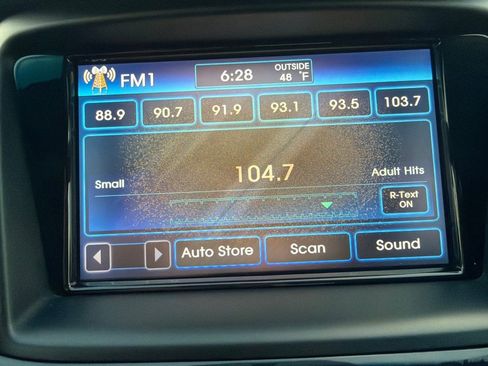 FM1
6:28
OUTSIDE
48 °F
88.9 90.7 91.9 93.1 93.5 103.7
104.7
Small
Adult Hits
R-Text
ON
Auto Store
Scan
Sound